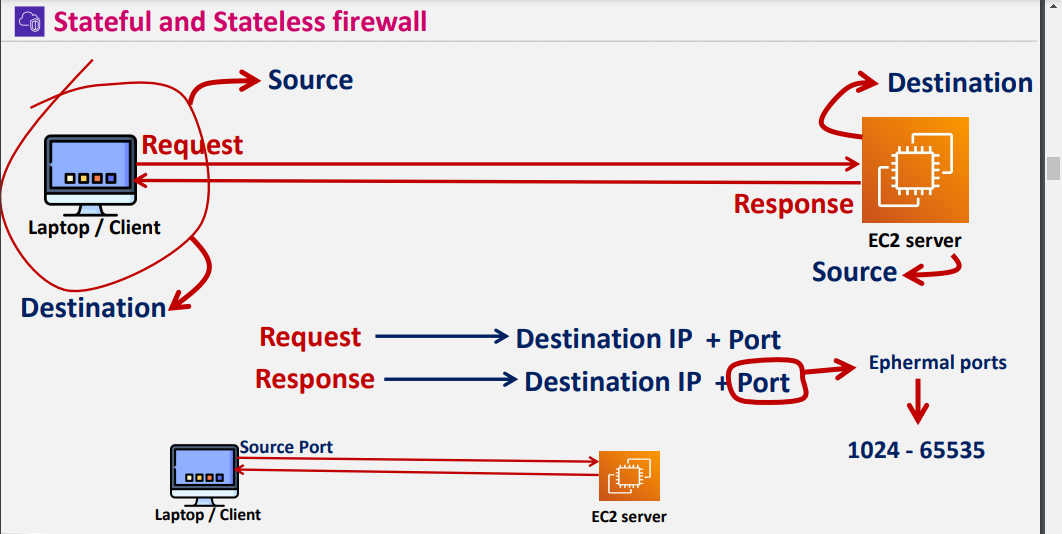 Stateful and Stateless firewall
Source
Destination
Request
Response
Laptop / Client
EC2 server
Source
Destination
Request
Destination IP + Port
Ephermal ports
Response
Destination IP + Port
1024 - 65535
Source Port
Laptop / Client
EC2 server